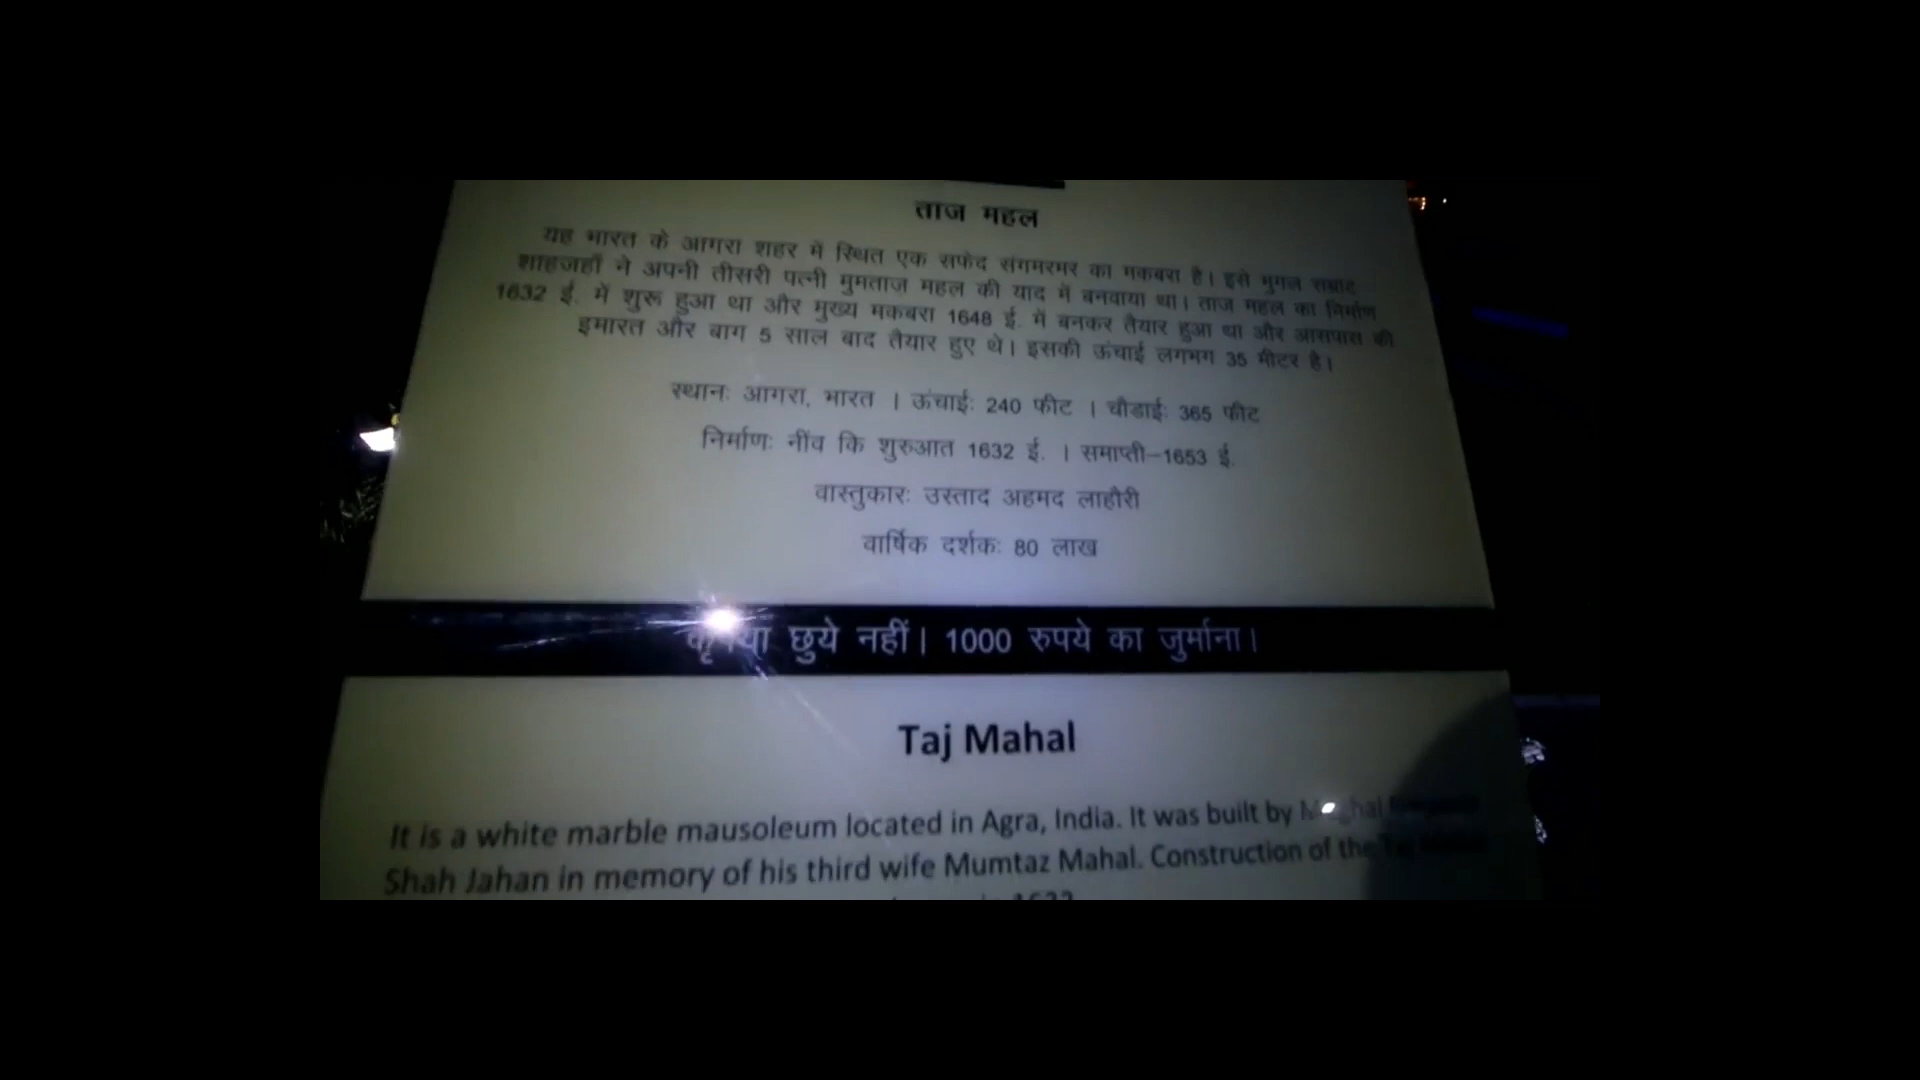 ताज महल
यह भारत के आगरा शहर में स्थित एक सफेद संगमरमर का मकबरा है। इसे मुगल सम्राट
शाहजहाँ ने अपनी तीसरी पत्नी मुमताज़ महल की याद में बनवाया था। ताज महल का निर्माण
1632 ई. में शुरू हुआ था और मुख्य मकबरा 1648 ई. में बनकर तैयार हुआ था और आसपास की
इमारत और बाग 5 साल बाद तैयार हुए थे। इसकी ऊंचाई लगभग 35 मीटर है।
स्थानः आगरा, भारत । ऊंचाईः 240 फीट । चौडाईः 365 फीट
निर्माणः नींव कि शुरुआत 1632 ई. । समाप्ती–1653 ई.
वास्तुकारः उस्ताद अहमद लाहौरी
वार्षिक दर्शकः 80 लाख
छुये नहीं। 1000 रुपये का जुर्माना।
Taj Mahal
It is a white marble mausoleum located in Agra, India. It was built by
Shah Jahan in memory of his third wife Mumtaz Mahal. Construction of the